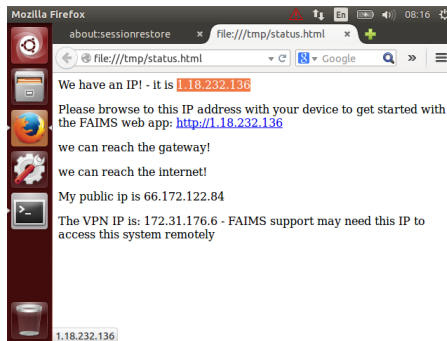 Mozilla Firefox
En
08:16
about:sessionrestore
file:///tmp/status.html
file:///tmp/status.html
Google
We have an IP! - it is 1.18.232.136
Please browse to this IP address with your device to get started with
the FAIMS web app: http://1.18.232.136
we can reach the gateway!
we can reach the internet!
My public ip is 66.172.122.84
The VPN IP is: 172.31.176.6 - FAIMS support may need this IP to
access this system remotely
1.18.232.136